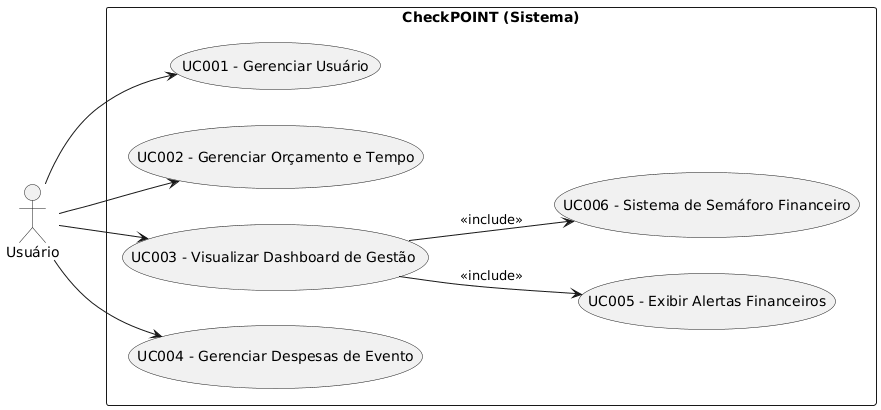 CheckPOINT (Sistema)
UC001 - Gerenciar Usuário
UC002 - Gerenciar Orçamento e Tempo
UC006 - Sistema de Semáforo Financeiro
«include»
Usuário
UC003 - Visualizar Dashboard de Gestão
«include»
UC005 - Exibir Alertas Financeiros
UC004 - Gerenciar Despesas de Evento